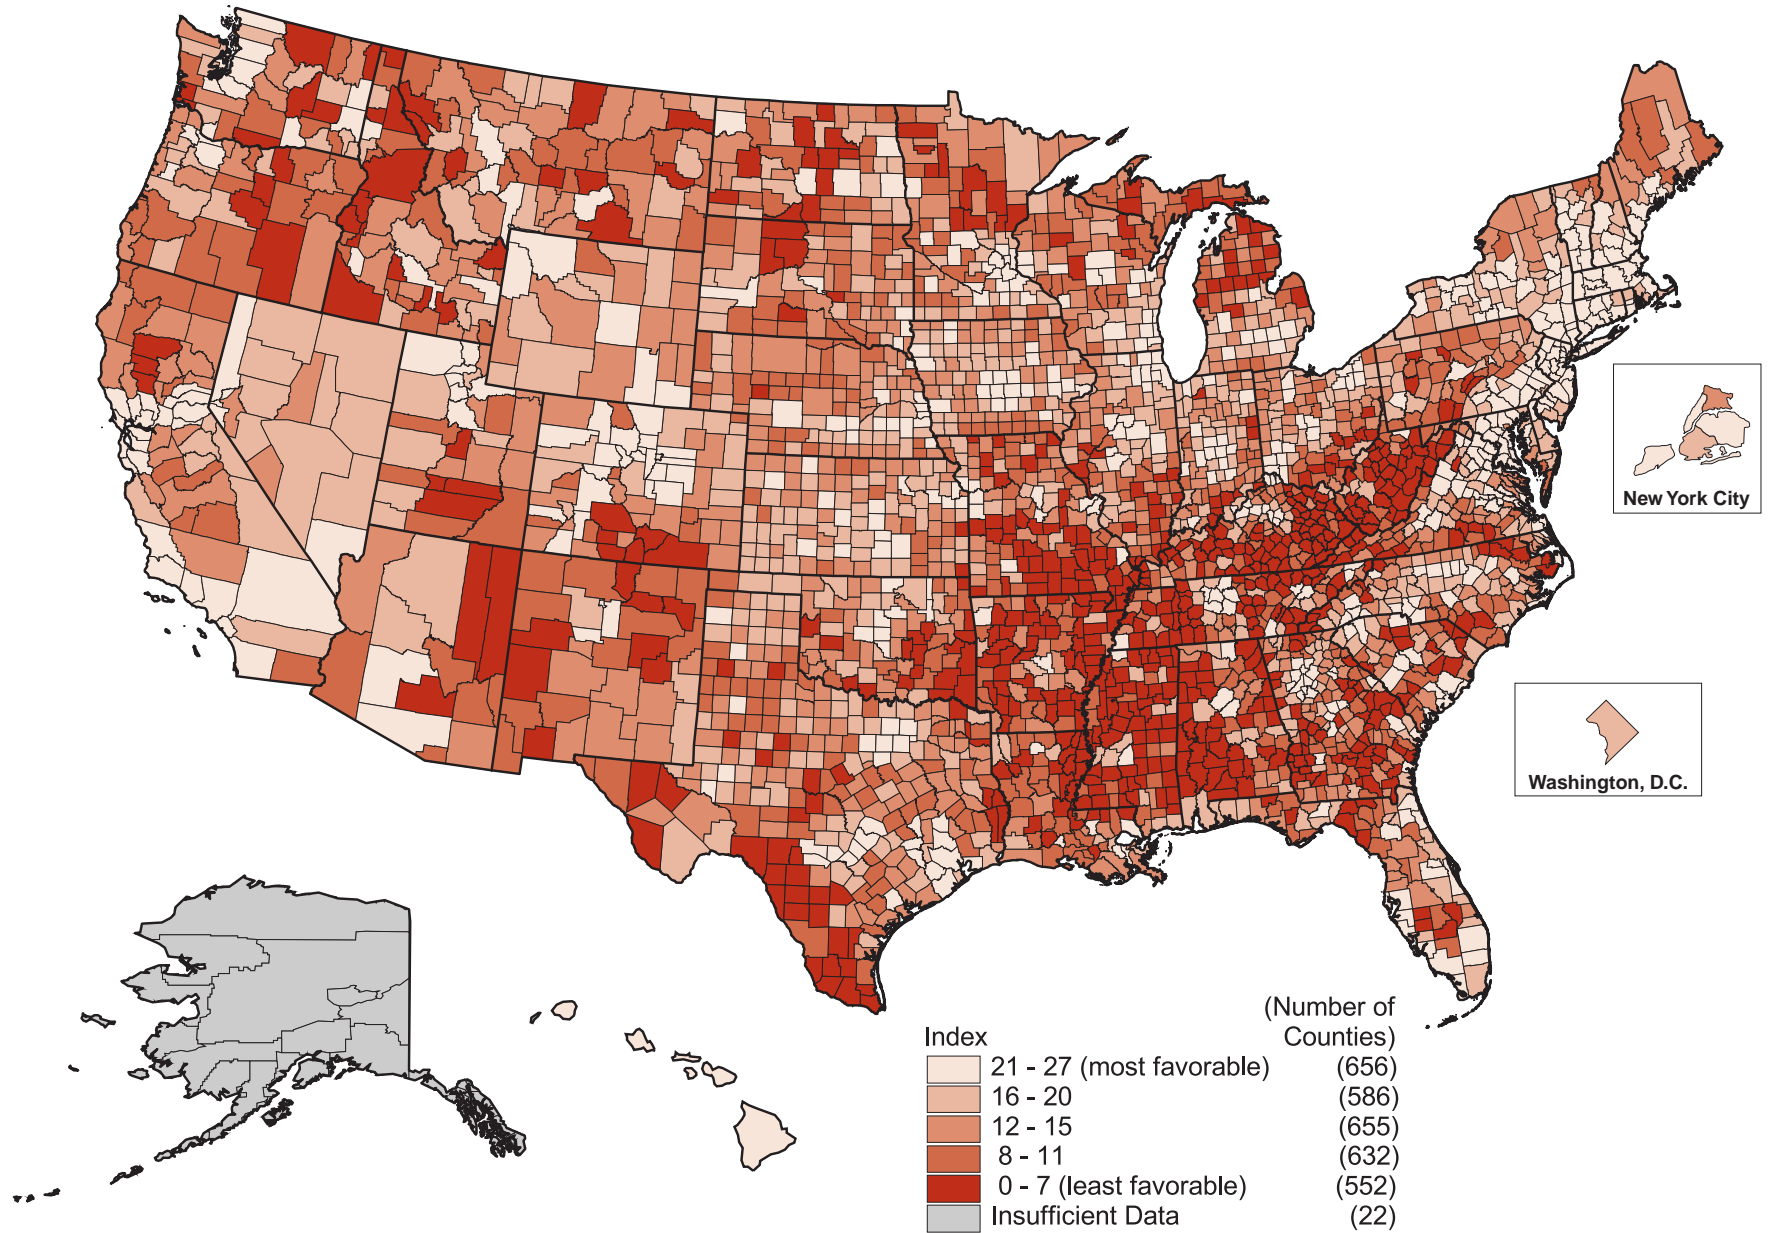 New York City
Washington, D.C.
Index (Number of Counties)
21 - 27 (most favorable) (656)
16 - 20 (586)
12 - 15 (655)
8 - 11 (632)
0 - 7 (least favorable) (552)
Insufficient Data (22)